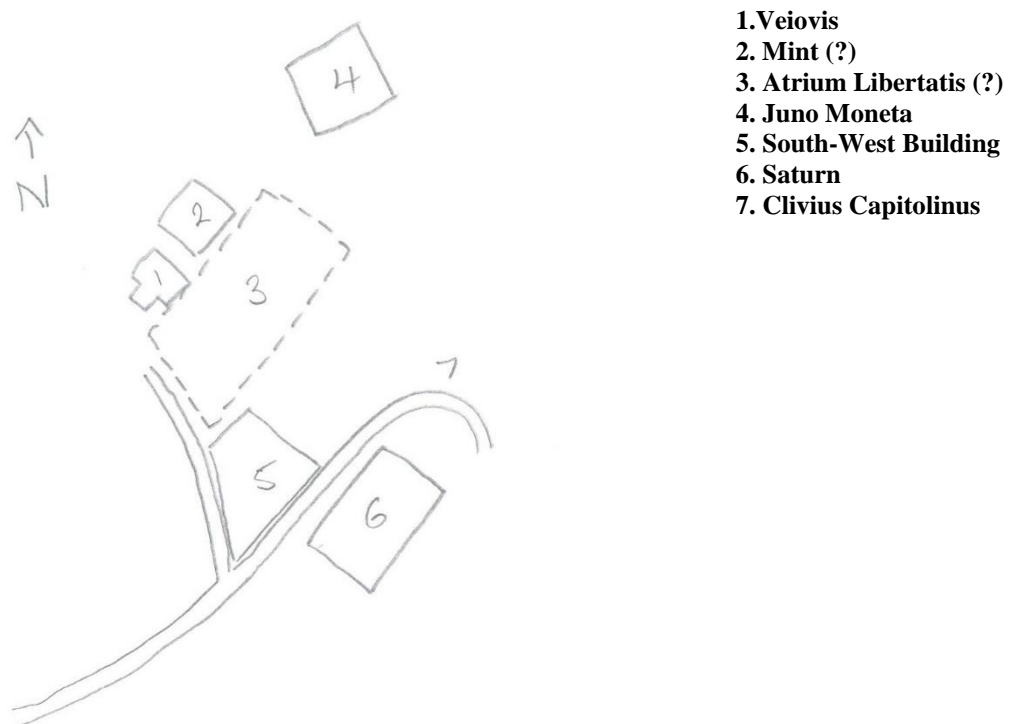 1.Veiovis
2. Mint (?)
3. Atrium Libertatis (?)
4. Juno Moneta
5. South-West Building
6. Saturn
7. Clivius Capitolinus
4
N
2
1
3
7
5
6